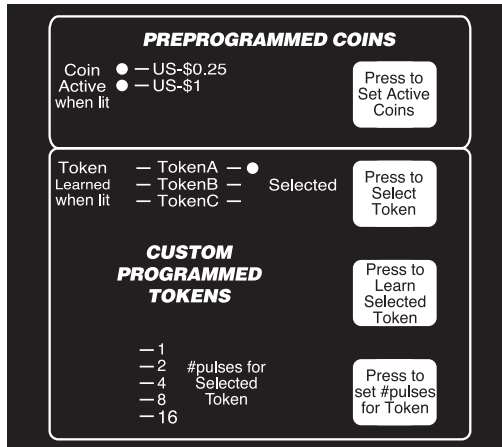 PREPROGRAMMED COINS
Coin
Active
when lit
— US-$0.25
— US-$1
Press to
Set Active
Coins
Token
Learned
when lit
— TokenA —
— TokenB —
— TokenC —
Selected
Press to
Select
Token
CUSTOM
PROGRAMMED
TOKENS
Press to
Learn
Selected
Token
— 1
— 2
— 4
— 8
— 16
#pulses for
Selected
Token
Press to
set #pulses
for Token